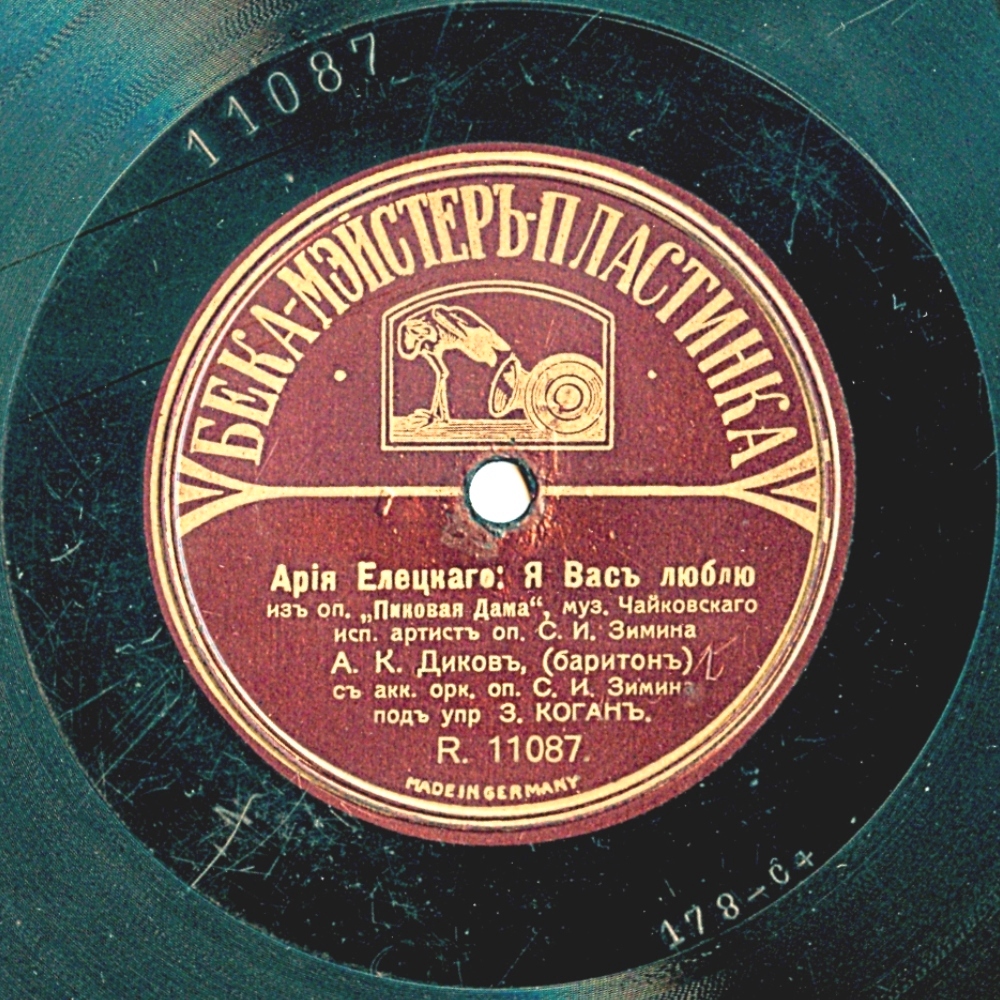 11087
БЕКА-МЭЙСТЕРЪ-ПЛАСТИНКА
Арія Елецкаго: Я Васъ люблю
изъ оп. „Пиковая Дама“, муз. Чайковскаго
исп. артистъ оп. С. И. Зимина
А. К. Диковъ, (баритонъ)
съ акк. орк. оп. С. И. Зимина
подъ упр З. КОГАНЪ.
R. 11087.
MADE IN GERMANY
178-C+